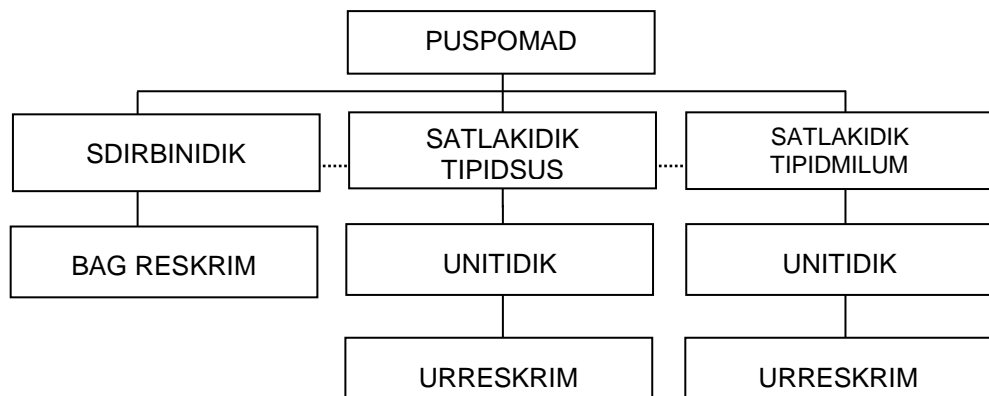 PUSPOMAD
SDIRBINIDIK
SATLAKIDIK
TIPIDSUS
SATLAKIDIK
TIPIDMILUM
BAG RESKRIM
UNITIDIK
UNITIDIK
URRESKRIM
URRESKRIM